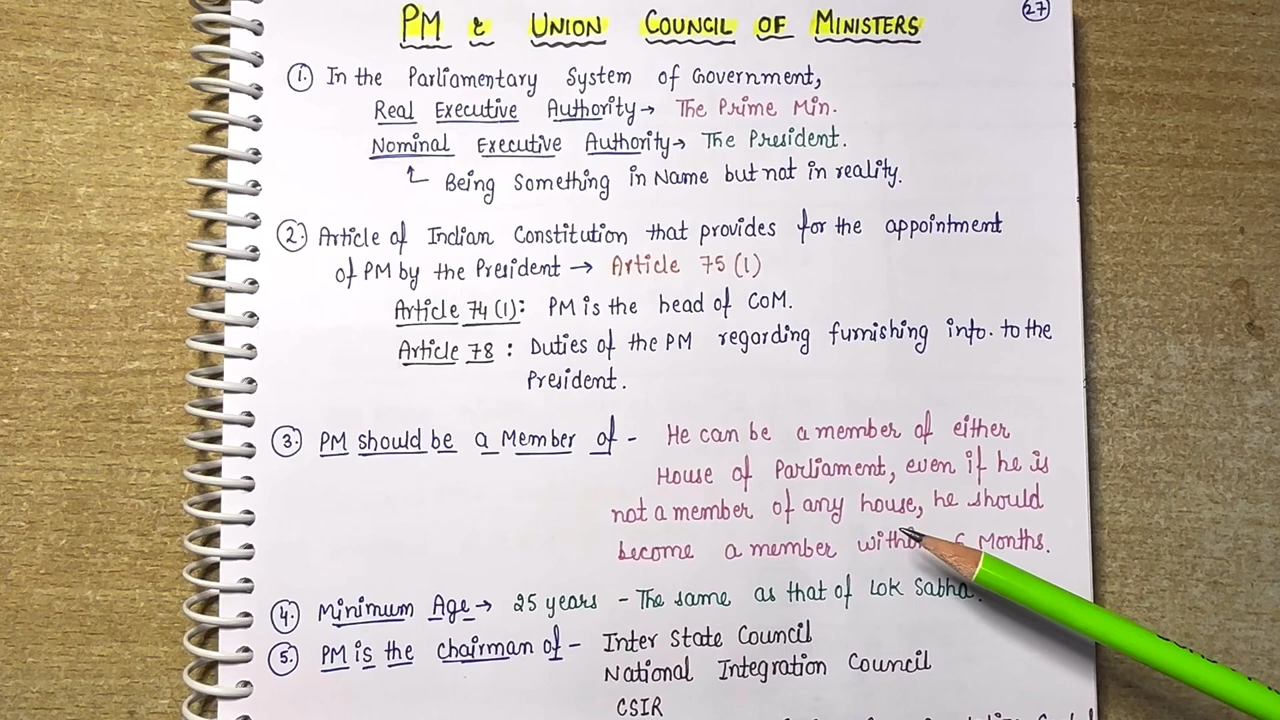 27
PM & UNION COUNCIL OF MINISTERS
1. In the Parliamentary System of Government,
Real Executive Authority → The Prime Min.
Nominal Executive Authority → The President.
Being Something in Name but not in reality.
2. Article of Indian Constitution that provides for the appointment
of PM by the President → Article 75 (1)
Article 74 (1): PM is the head of COM.
Article 78 : Duties of the PM regarding furnishing info. to the
President.
3. PM should be a Member of - He can be a member of either
House of Parliament, even if he is
not a member of any house, he should
become a member Months.
4. Minimum Age → 25 years - The same as that of Lok Sabha.
5. PM is the chairman of - Inter State Council
National Integration Council
CSIR